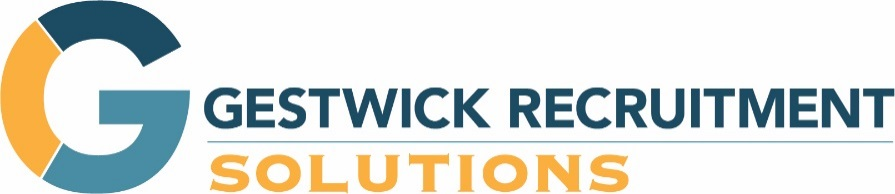 G
GESTWICK RECRUITMENT
SOLUTIONS